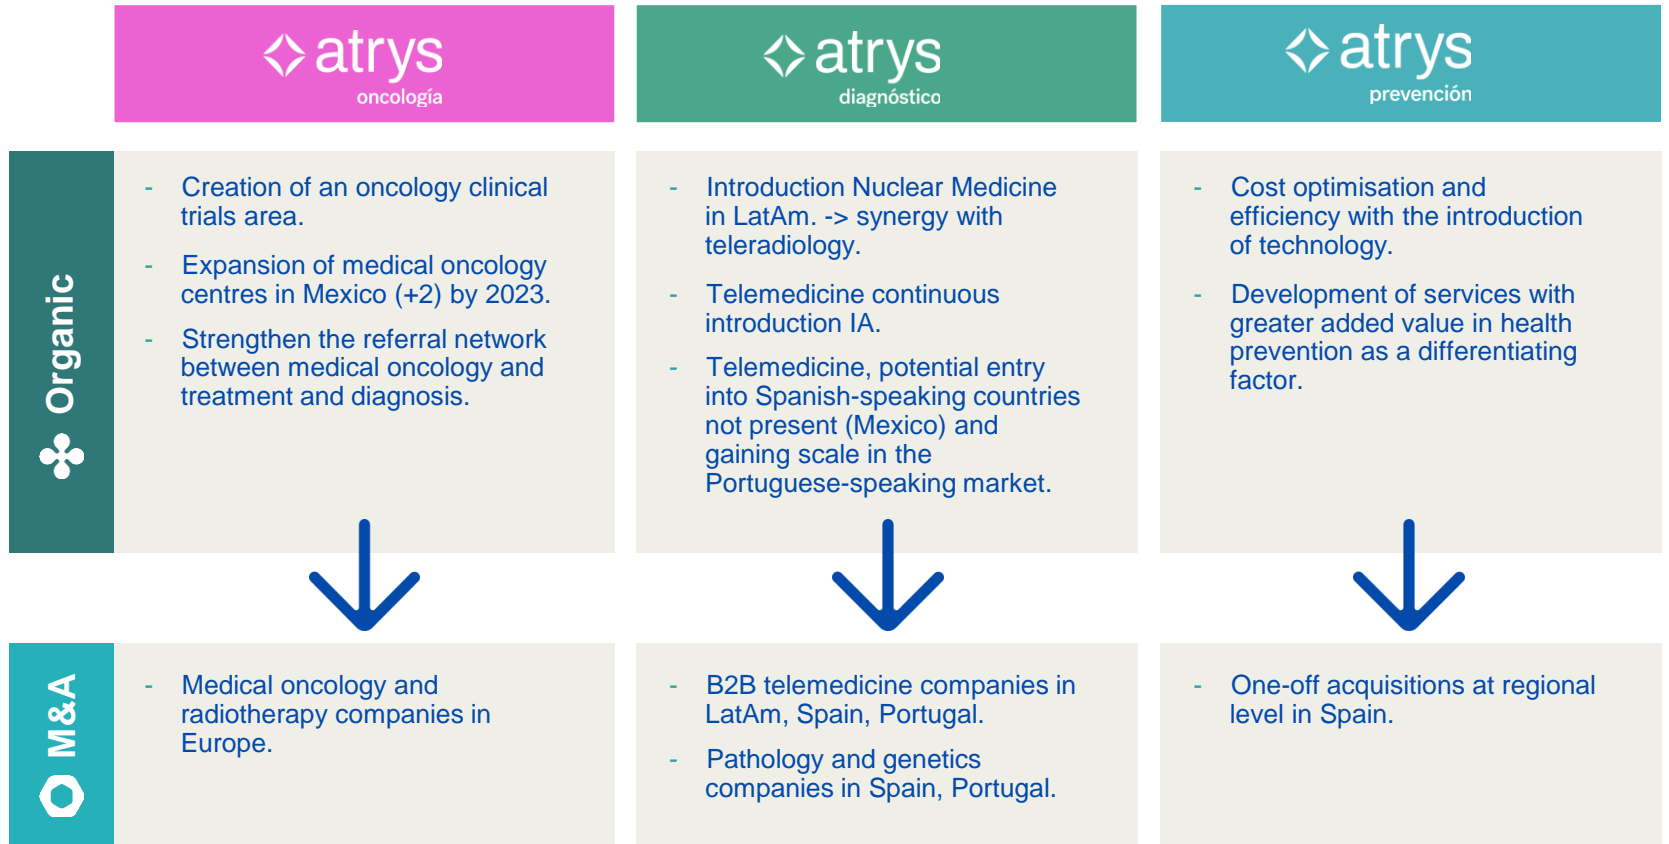 atrys
oncología
atrys
diagnóstico
atrys
prevención
Organic
- Creation of an oncology clinical
trials area.
- Expansion of medical oncology
centres in Mexico (+2) by 2023.
- Strengthen the referral network
between medical oncology and
treatment and diagnosis.
- Introduction Nuclear Medicine
in LatAm. -> synergy with
teleradiology.
- Telemedicine continuous
introduction IA.
- Telemedicine, potential entry
into Spanish-speaking countries
not present (Mexico) and
gaining scale in the
Portuguese-speaking market.
- Cost optimisation and
efficiency with the introduction
of technology.
- Development of services with
greater added value in health
prevention as a differentiating
factor.
M&A
- Medical oncology and
radiotherapy companies in
Europe.
- B2B telemedicine companies in
LatAm, Spain, Portugal.
- Pathology and genetics
companies in Spain, Portugal.
- One-off acquisitions at regional
level in Spain.